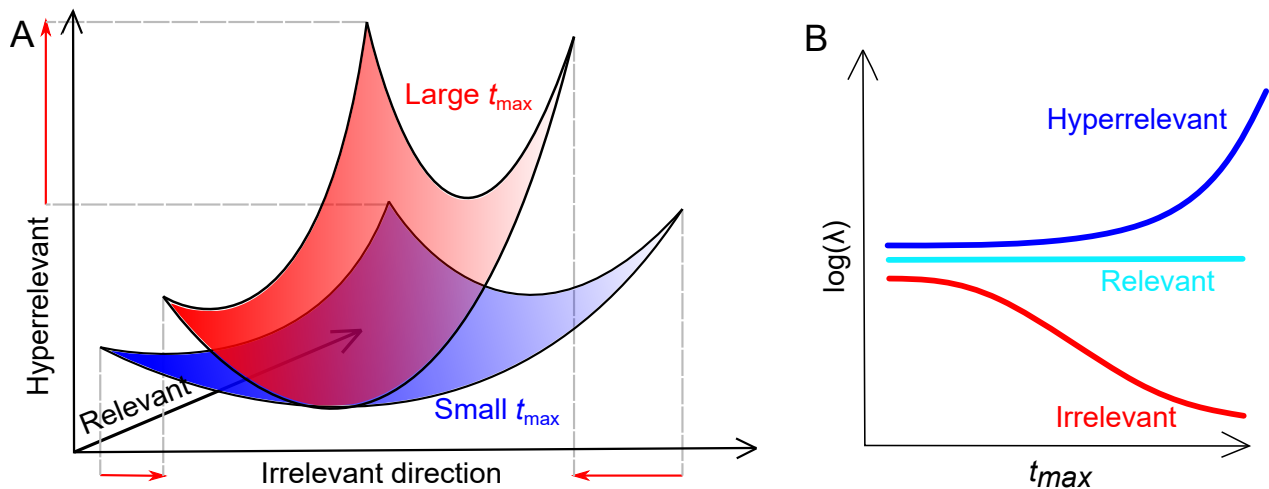 A
Large tmax
Hyperrelevant
Relevant
Small tmax
Irrelevant direction
B
Hyperrelevant
log(λ)
Relevant
Irrelevant
tmax